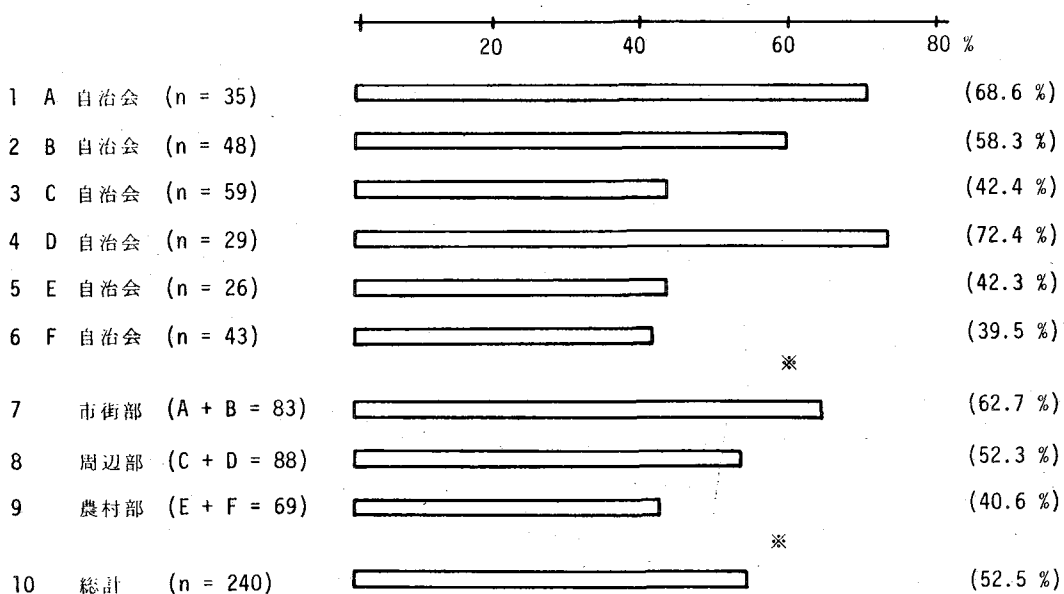 20 40 60 80 %
1 A 自治会 (n = 35) (68.6 %)
2 B 自治会 (n = 48) (58.3 %)
3 C 自治会 (n = 59) (42.4 %)
4 D 自治会 (n = 29) (72.4 %)
5 E 自治会 (n = 26) (42.3 %)
6 F 自治会 (n = 43) (39.5 %)
※
7 市街部 (A + B = 83) (62.7 %)
8 周辺部 (C + D = 88) (52.3 %)
9 農村部 (E + F = 69) (40.6 %)
※
10 総計 (n = 240) (52.5 %)